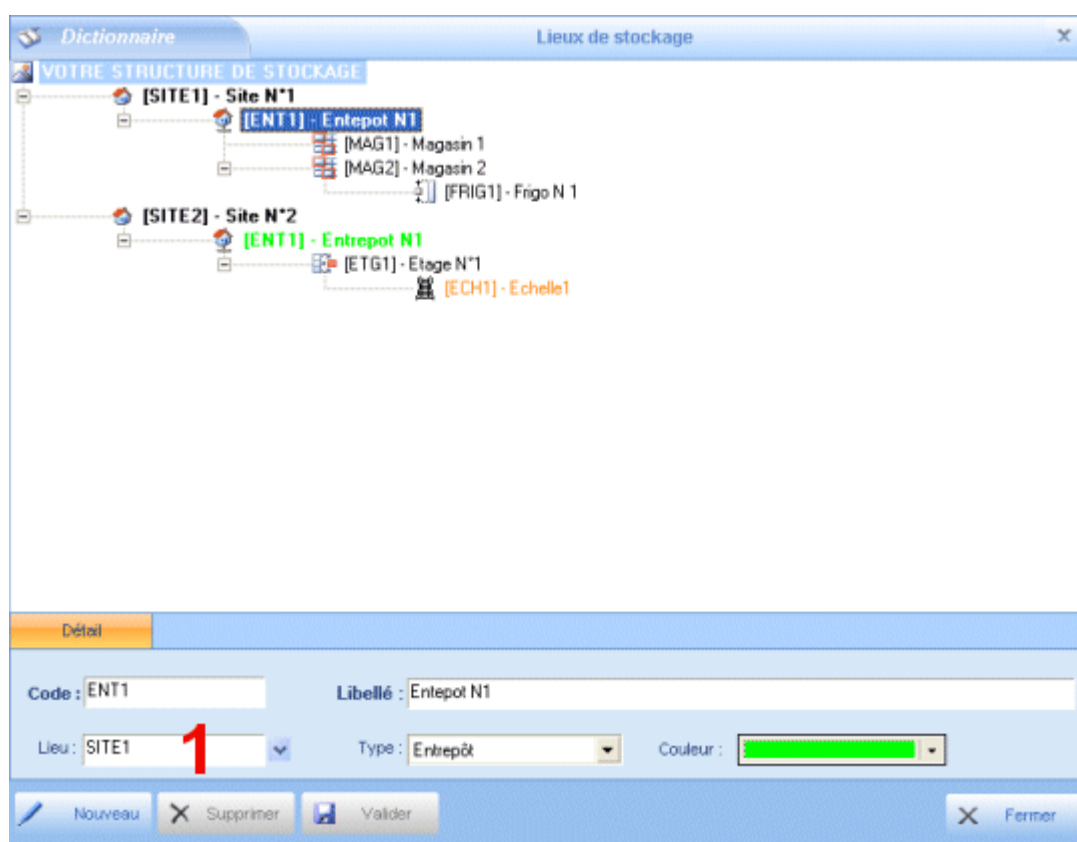 Dictionnaire
Lieux de stockage
VOTRE STRUCTURE DE STOCKAGE
[SITE1] - Site N°1
[ENT1] - Entepot N1
[MAG1] - Magasin 1
[MAG2] - Magasin 2
[FRIG1] - Frigo N 1
[SITE2] - Site N°2
[ENT1] - Entrepot N1
[ETG1] - Etage N°1
[ECH1] - Echelle1
Détail
Code : ENT1 Libellé : Entepot N1
Lieu : SITE1 1 Type : Entrepôt Couleur :
Nouveau Supprimer Valider Fermer